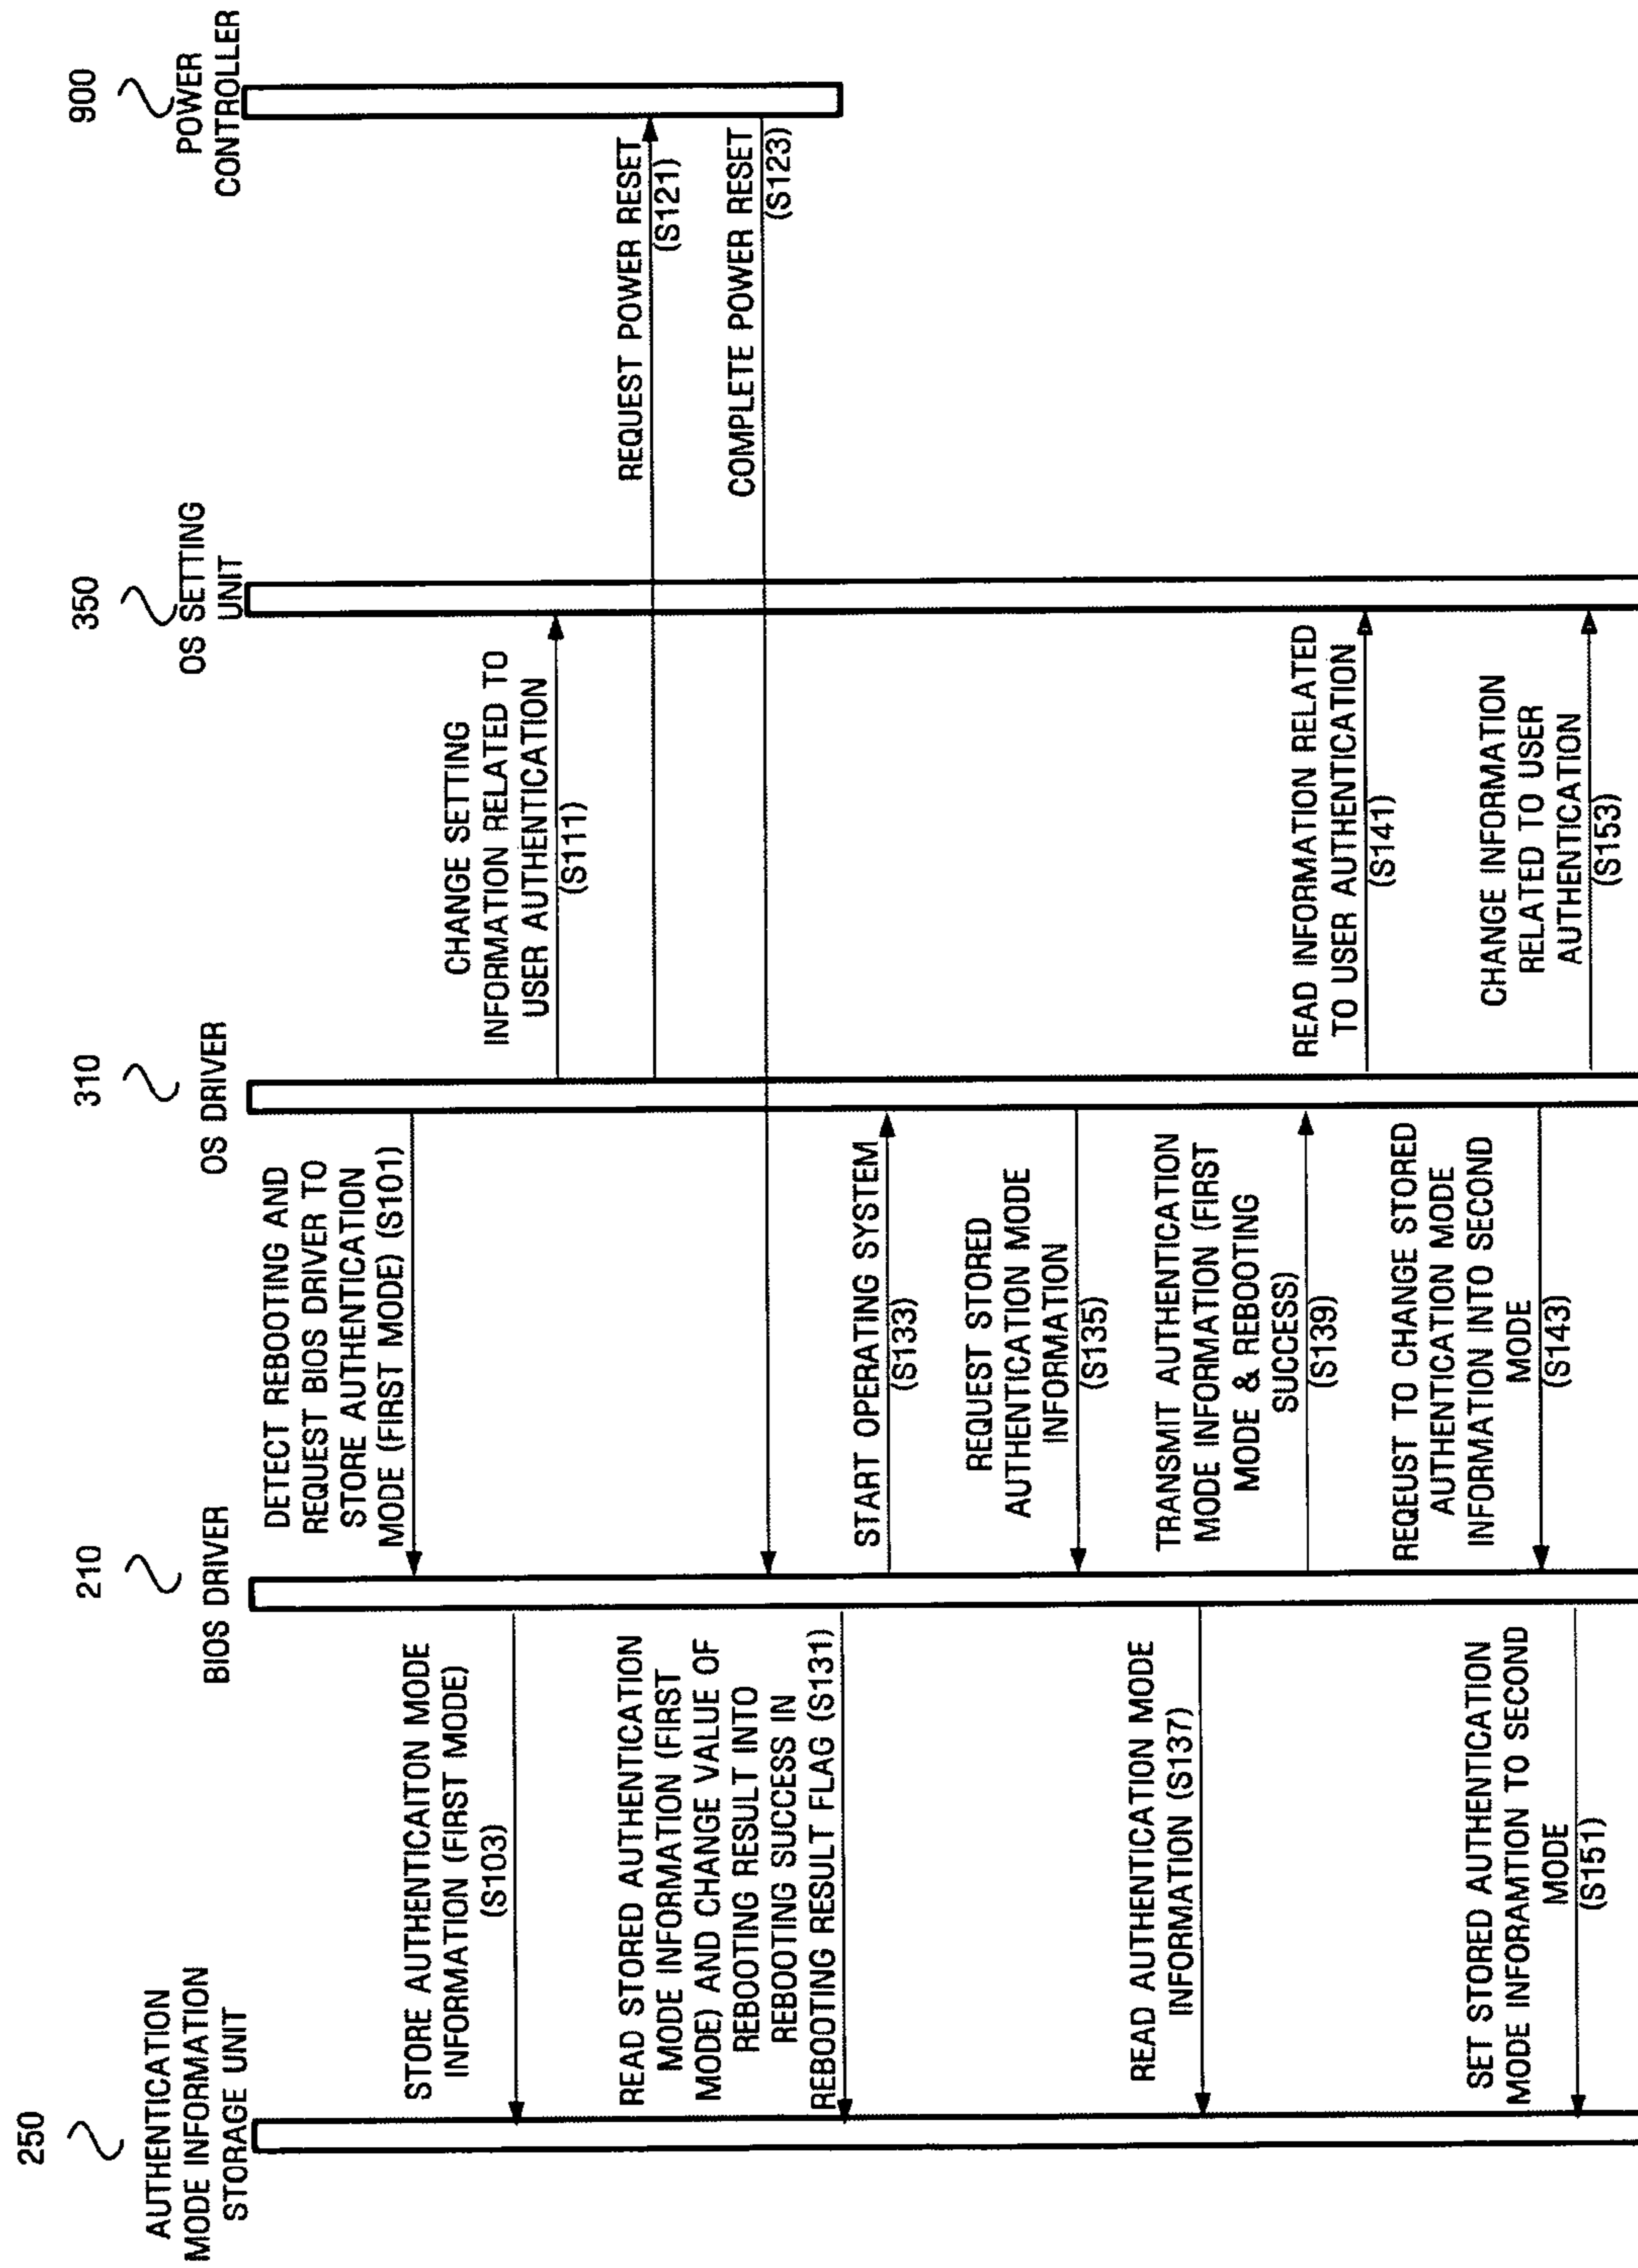 250
AUTHENTICATION
MODE INFORMATION
STORAGE UNIT
210
BIOS DRIVER
310
OS DRIVER
350
OS SETTING
UNIT
900
POWER
CONTROLLER
DETECT REBOOTING AND
REQUEST BIOS DRIVER TO
STORE AUTHENTICATION
MODE (FIRST MODE) (S101)
STORE AUTHENTICAITON MODE
INFORMATION (FIRST MODE)
(S103)
CHANGE SETTING
INFORMATION RELATED TO
USER AUTHENTICATION
(S111)
REQUEST POWER RESET
(S121)
COMPLETE POWER RESET
(S123)
READ STORED AUTHENTICATION
MODE INFORMATION (FIRST
MODE) AND CHANGE VALUE OF
REBOOTING RESULT INTO
REBOOTING SUCCESS IN
REBOOTING RESULT FLAG (S131)
START OPERATING SYSTEM
(S133)
REQUEST STORED
AUTHENTICATION MODE
INFORMATION
(S135)
READ AUTHENTICATION MODE
INFORMATION (S137)
TRANSMIT AUTHENTICATION
MODE INFORMATION (FIRST
MODE & REBOOTING
SUCCESS)
(S139)
READ INFORMATION RELATED
TO USER AUTHENTICATION
(S141)
REQEUST TO CHANGE STORED
AUTHENTICATION MODE
INFORMATION INTO SECOND
MODE
(S143)
SET STORED AUTHENTICATION
MODE INFORAMTION TO SECOND
MODE
(S151)
CHANGE INFORMATION
RELATED TO USER
AUTHENTICATION
(S153)